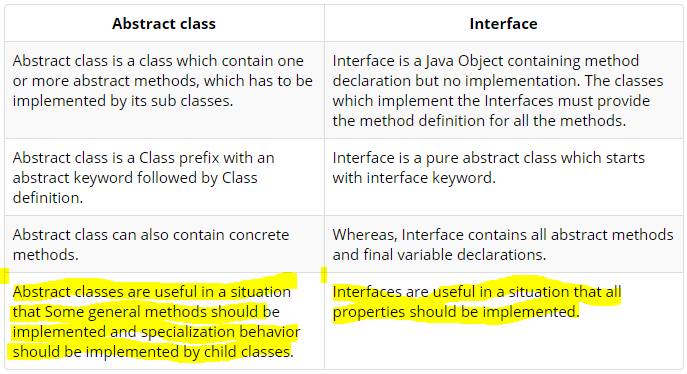 Abstract class
Interface
Abstract class is a class which contain one
or more abstract methods, which has to be
implemented by its sub classes.
Interface is a Java Object containing method
declaration but no implementation. The classes
which implement the Interfaces must provide
the method definition for all the methods.
Abstract class is a Class prefix with an
abstract keyword followed by Class
definition.
Interface is a pure abstract class which starts
with interface keyword.
Abstract class can also contain concrete
methods.
Whereas, Interface contains all abstract methods
and final variable declarations.
Abstract classes are useful in a situation
that Some general methods should be
implemented and specialization behavior
should be implemented by child classes.
Interfaces are useful in a situation that all
properties should be implemented.